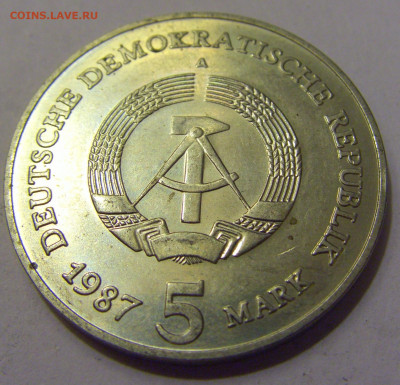 COINS.LAVE.RU
A
DEUTSCHE DEMOKRATISCHE REPUBLIK
1987 5 MARK